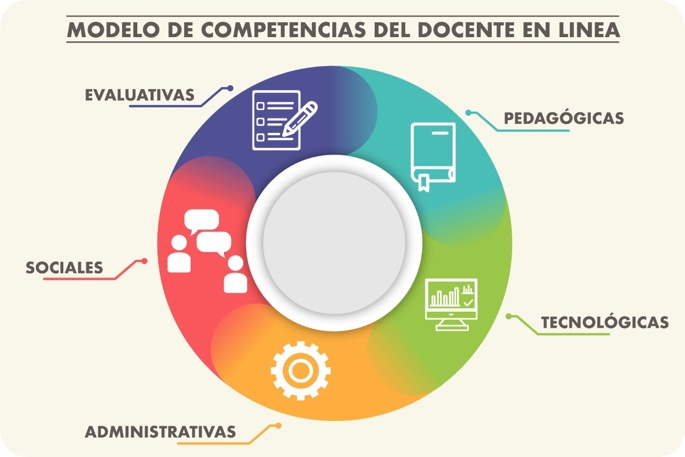 MODELO DE COMPETENCIAS DEL DOCENTE EN LINEA
EVALUATIVAS
PEDAGÓGICAS
SOCIALES
TECNOLÓGICAS
ADMINISTRATIVAS